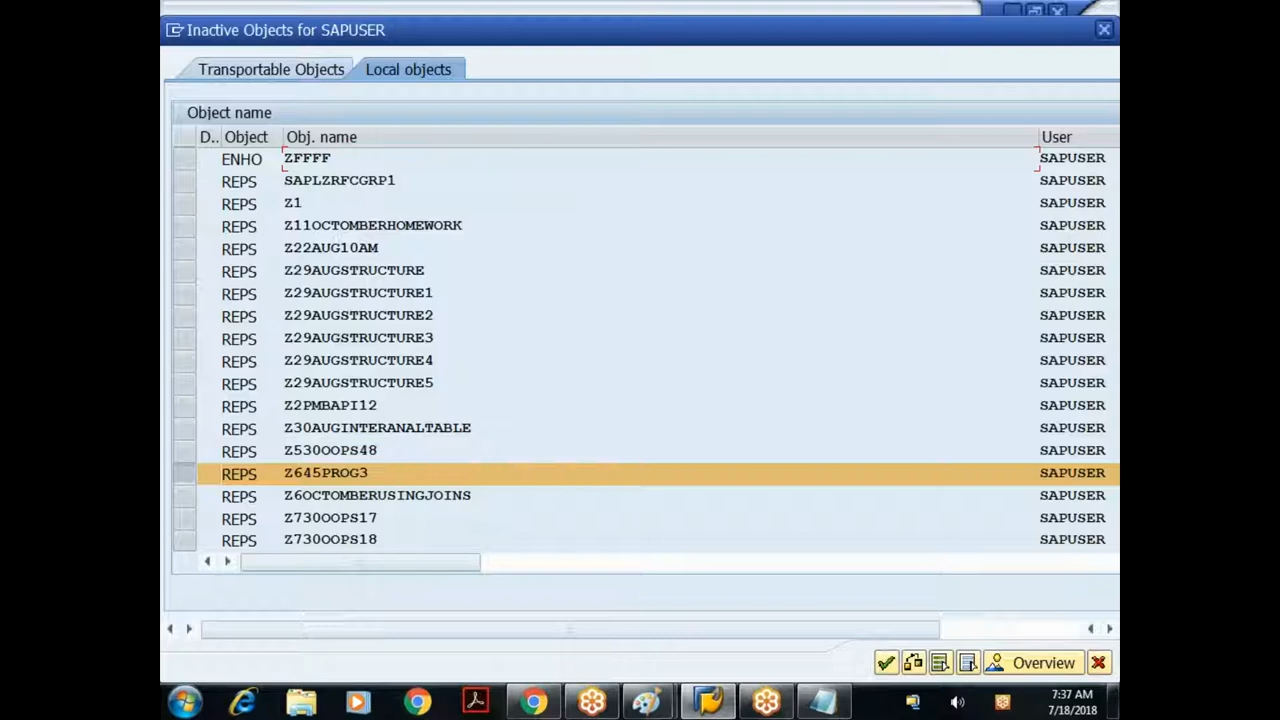 Inactive Objects for SAPUSER
Transportable Objects Local objects
Object name
D.. Object Obj. name User
ENHO ZFFFF SAPUSER
REPS SAPLZRFCGRP1 SAPUSER
REPS Z1 SAPUSER
REPS Z11OCTOMBERHOMEWORK SAPUSER
REPS Z22AUG10AM SAPUSER
REPS Z29AUGSTRUCTURE SAPUSER
REPS Z29AUGSTRUCTURE1 SAPUSER
REPS Z29AUGSTRUCTURE2 SAPUSER
REPS Z29AUGSTRUCTURE3 SAPUSER
REPS Z29AUGSTRUCTURE4 SAPUSER
REPS Z29AUGSTRUCTURE5 SAPUSER
REPS Z2PMBAPI12 SAPUSER
REPS Z30AUGINTERANALTABLE SAPUSER
REPS Z530OOPS48 SAPUSER
REPS Z645PROG3 SAPUSER
REPS Z6OCTOMBERUSINGJOINS SAPUSER
REPS Z730OOPS17 SAPUSER
REPS Z730OOPS18 SAPUSER
Overview
7:37 AM
7/18/2018